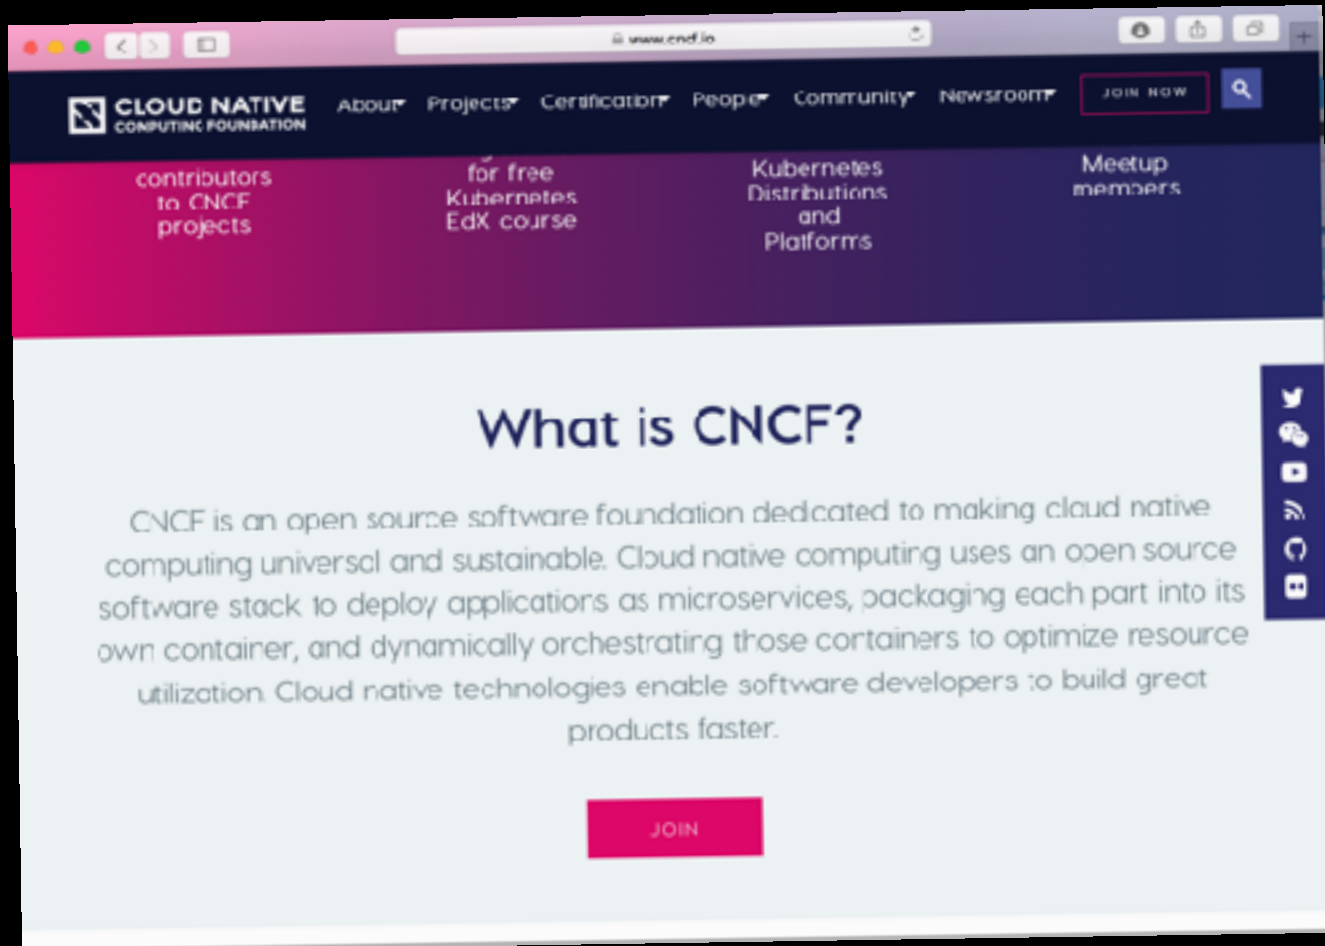 www.cncf.io
CLOUD NATIVE
COMPUTING FOUNDATION
About Projects Certification People Community Newsroom JOIN NOW
contributors
to CNCF
projects
for free
Kubernetes
EdX course
Kubernetes
Distributions
and
Platforms
Meetup
members
What is CNCF?
CNCF is an open source software foundation dedicated to making cloud native
computing universal and sustainable. Cloud native computing uses an open source
software stack to deploy applications as microservices, packaging each part into its
own container, and dynamically orchestrating those containers to optimize resource
utilization. Cloud native technologies enable software developers to build great
products faster.
JOIN